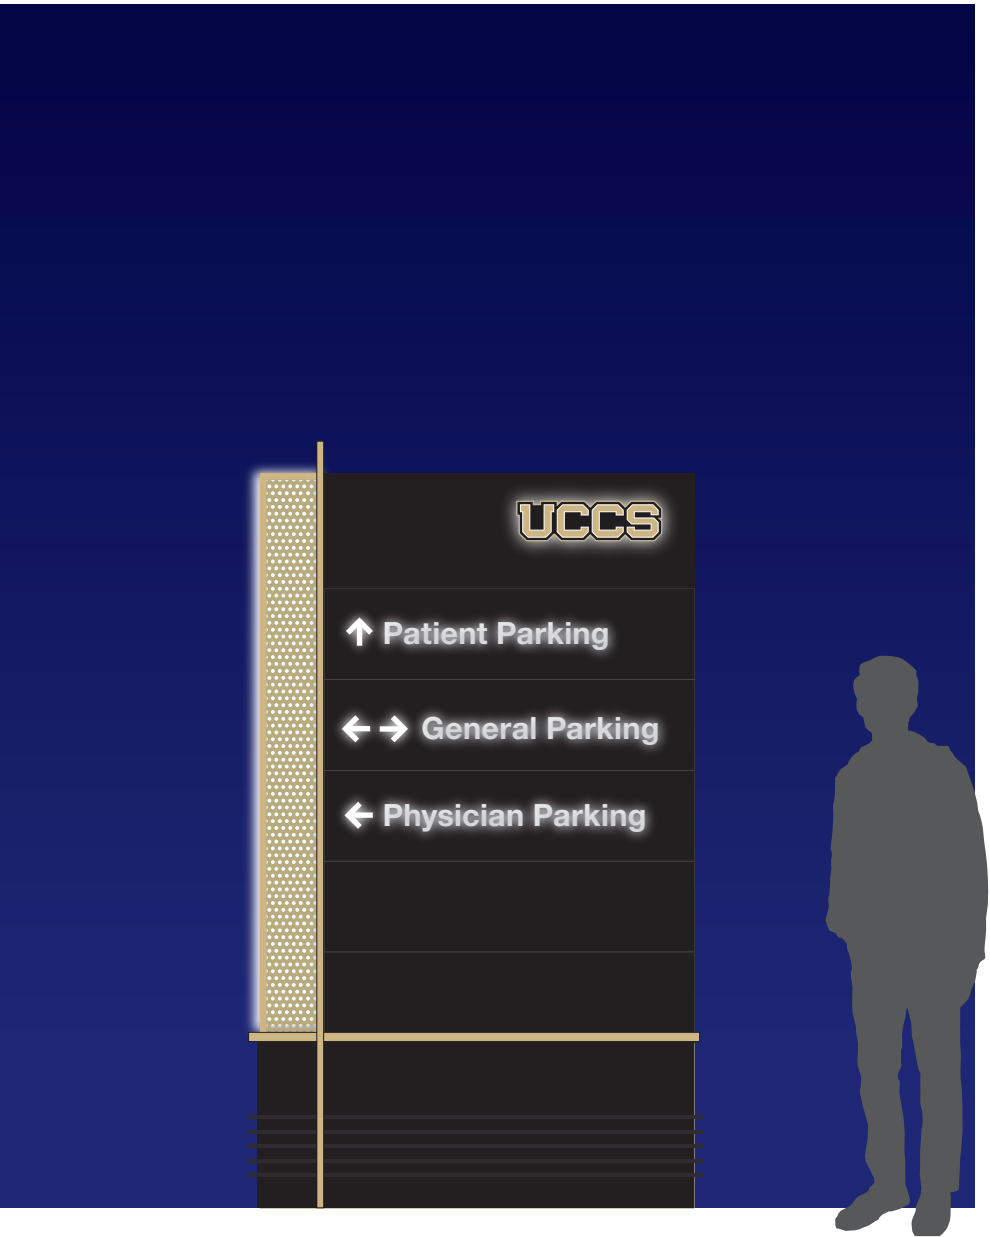 UCCS
↑ Patient Parking
← → General Parking
← Physician Parking